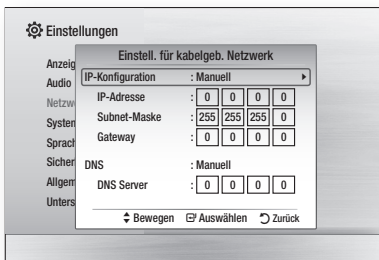 Einstellungen
Einstell. für kabelgeb. Netzwerk
Anzeig
Audio
Netzw
System
Sprach
Sicher
Allgem
Unters
IP-Konfiguration : Manuell
IP-Adresse : 0 0 0 0
Subnet-Maske : 255 255 255 0
Gateway : 0 0 0 0
DNS : Manuell
DNS Server : 0 0 0 0
Bewegen Auswählen Zurück